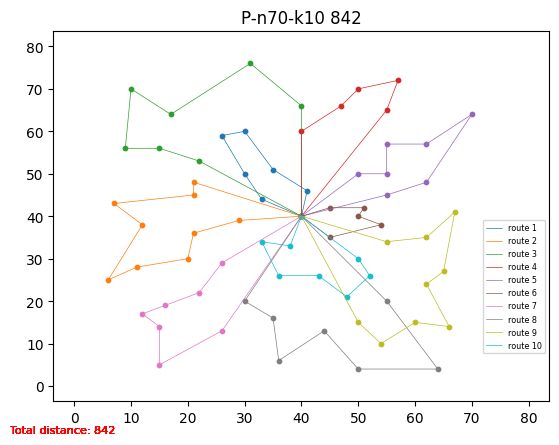 P-n70-k10 842
80
70
60
50
40
30
20
10
0
0 10 20 30 40 50 60 70 80
route 1
route 2
route 3
route 4
route 5
route 6
route 7
route 8
route 9
route 10
Total distance: 842